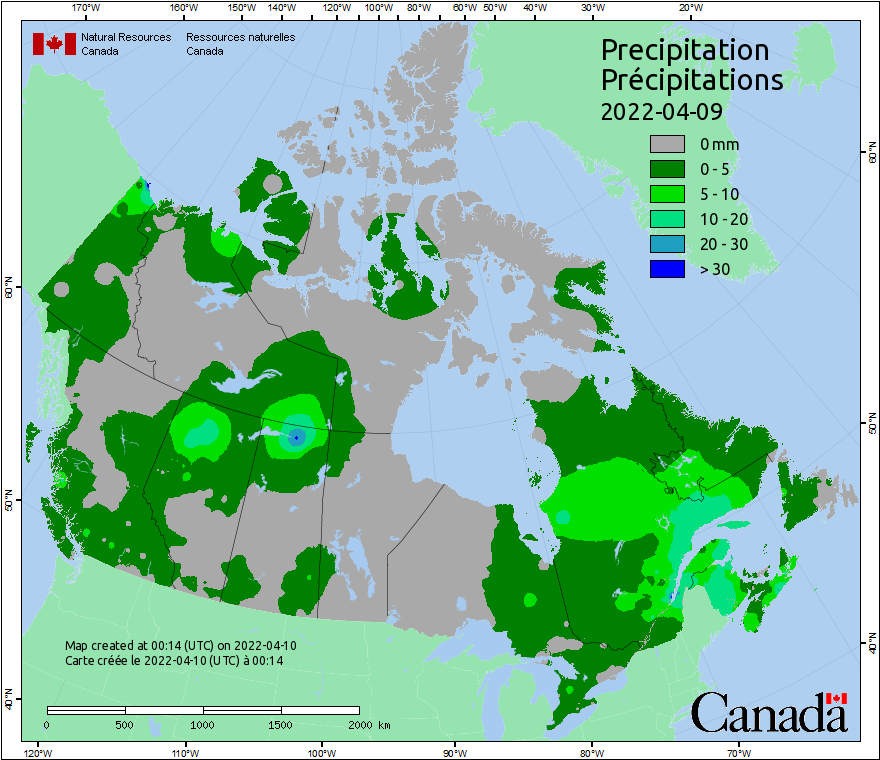 170°W 160°W 150°W 140°W 130°W 120°W 110°W 100°W 90°W 80°W 60°W 50°W 40°W 30°W 20°W
Natural Resources Ressources naturelles
Canada Canada
Precipitation
Précipitations
2022-04-09
0 mm
0 - 5
5 - 10
10 - 20
20 - 30
> 30
60°N 60°N
50°N 50°N
40°N 40°N
Map created at 00:14 (UTC) on 2022-04-10
Carte créée le 2022-04-10 (UTC) à 00:14
0 500 1000 1500 2000 km
Canada
120°W 110°W 100°W 90°W 80°W 70°W